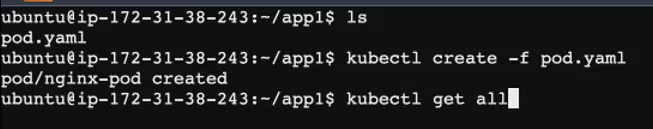 ubuntu@ip-172-31-38-243:~/app1$ ls
pod.yaml
ubuntu@ip-172-31-38-243:~/app1$ kubectl create -f pod.yaml
pod/nginx-pod created
ubuntu@ip-172-31-38-243:~/app1$ kubectl get all